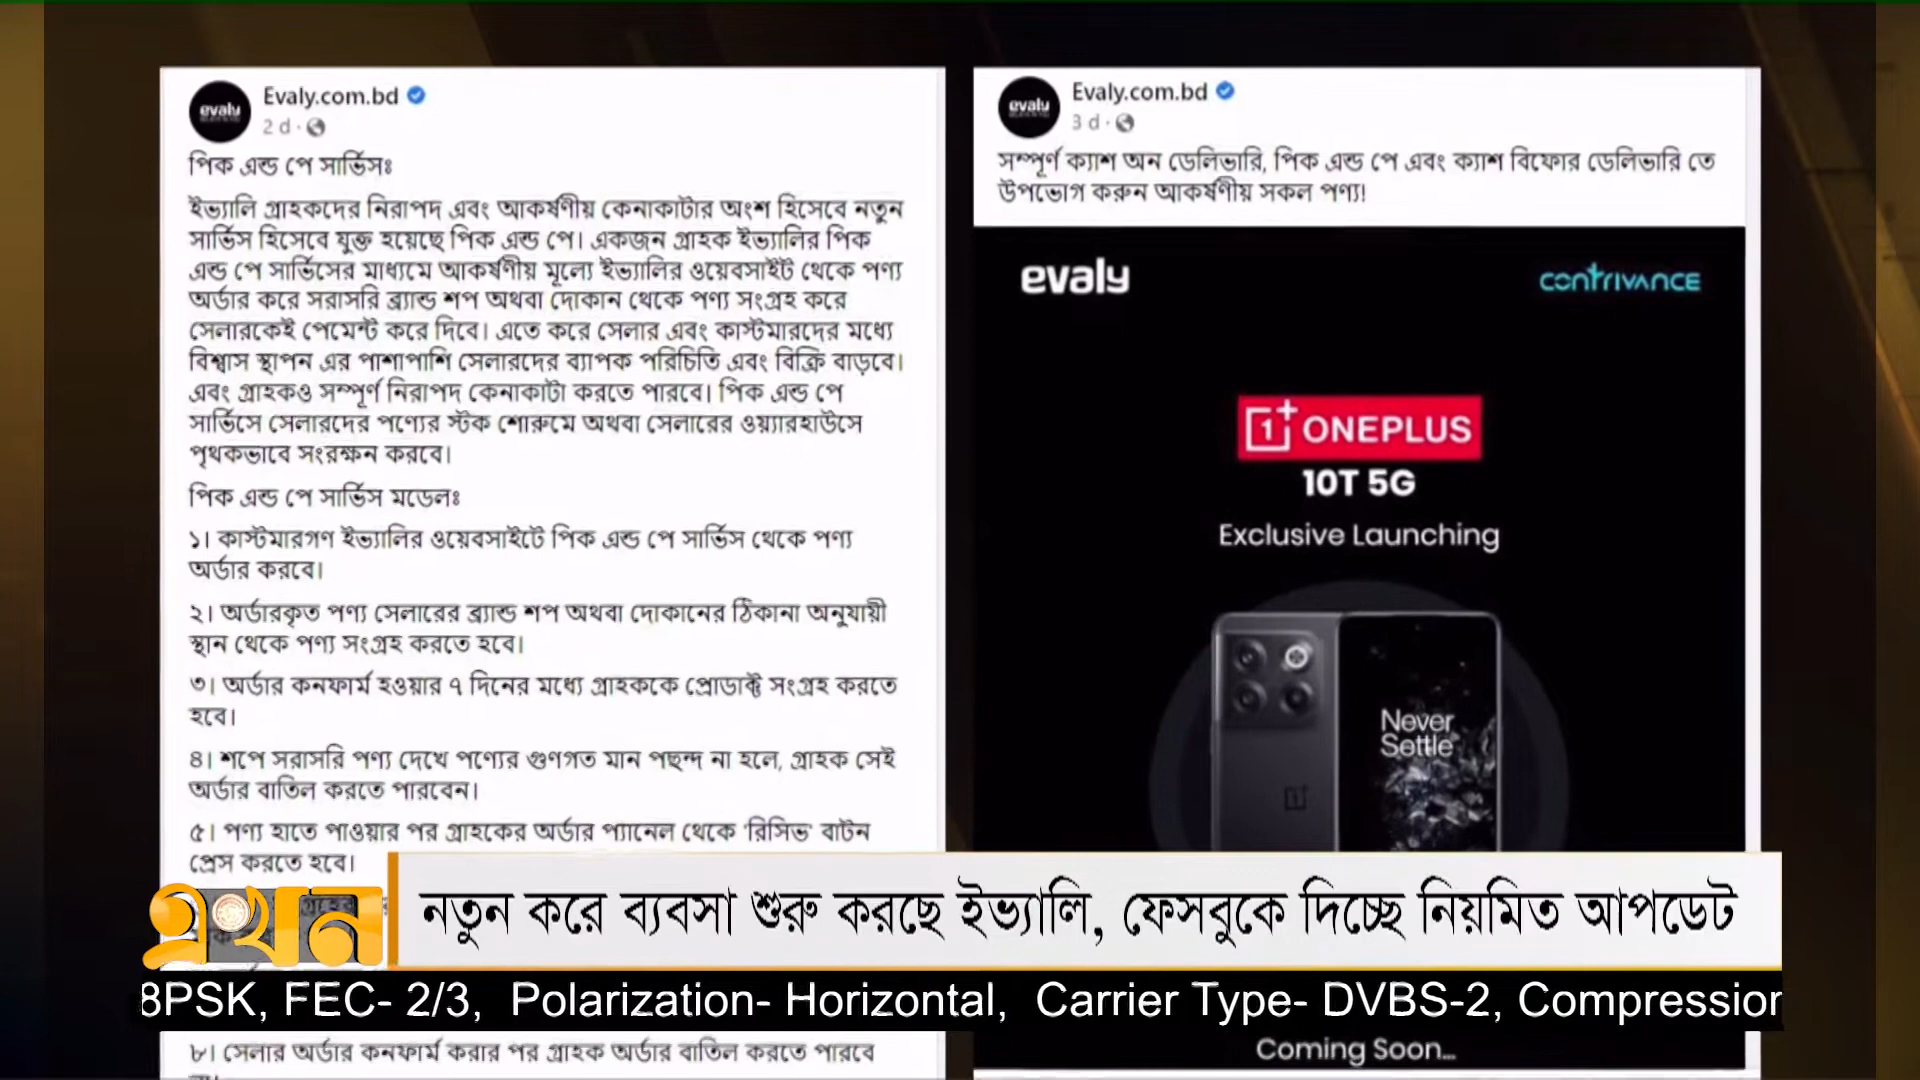 evaly
Evaly.com.bd
2 d
পিক এন্ড পে সার্ভিসঃ
ইভ্যালি গ্রাহকদের নিরাপদ এবং আকর্ষণীয় কেনাকাটার অংশ হিসেবে নতুন
সার্ভিস হিসেবে যুক্ত হয়েছে পিক এন্ড পে। একজন গ্রাহক ইভ্যালির পিক
এন্ড পে সার্ভিসের মাধ্যমে আকর্ষণীয় মূল্যে ইভ্যালির ওয়েবসাইট থেকে পণ্য
অর্ডার করে সরাসরি ব্র্যান্ড শপ অথবা দোকান থেকে পণ্য সংগ্রহ করে
সেলারকেই পেমেন্ট করে দিবে। এতে করে সেলার এবং কাস্টমারদের মধ্যে
বিশ্বাস স্থাপন এর পাশাপাশি সেলারদের ব্যাপক পরিচিতি এবং বিক্রি বাড়বে।
এবং গ্রাহকও সম্পূর্ণ নিরাপদ কেনাকাটা করতে পারবে। পিক এন্ড পে
সার্ভিসে সেলারদের পণ্যের স্টক শোরুমে অথবা সেলারের ওয়্যারহাউসে
পৃথকভাবে সংরক্ষন করবে।
পিক এন্ড পে সার্ভিস মডেলঃ
১। কাস্টমারগণ ইভ্যালির ওয়েবসাইটে পিক এন্ড পে সার্ভিস থেকে পণ্য
অর্ডার করবে।
২। অর্ডারকৃত পণ্য সেলারের ব্র্যান্ড শপ অথবা দোকানের ঠিকানা অনুযায়ী
স্থান থেকে পণ্য সংগ্রহ করতে হবে।
৩। অর্ডার কনফার্ম হওয়ার ৭ দিনের মধ্যে গ্রাহককে প্রোডাক্ট সংগ্রহ করতে
হবে।
৪। শপে সরাসরি পণ্য দেখে পণ্যের গুণগত মান পছন্দ না হলে, গ্রাহক সেই
অর্ডার বাতিল করতে পারবেন।
৫। পণ্য হাতে পাওয়ার পর গ্রাহকের অর্ডার প্যানেল থেকে 'রিসিভ' বাটন
প্রেস করতে হবে।
৮। সেলার অর্ডার কনফার্ম করার পর গ্রাহক অর্ডার বাতিল করতে পারবে
evaly
Evaly.com.bd
3 d
সম্পূর্ণ ক্যাশ অন ডেলিভারি, পিক এন্ড পে এবং ক্যাশ বিফোর ডেলিভারি তে
উপভোগ করুন আকর্ষণীয় সকল পণ্য!
evaly
contrivance
1+ ONEPLUS
10T 5G
Exclusive Launching
Never
Settle
Coming Soon...
এখন
নতুন করে ব্যবসা শুরু করছে ইভ্যালি, ফেসবুকে দিচ্ছে নিয়মিত আপডেট
8PSK, FEC- 2/3, Polarization- Horizontal, Carrier Type- DVBS-2, Compression